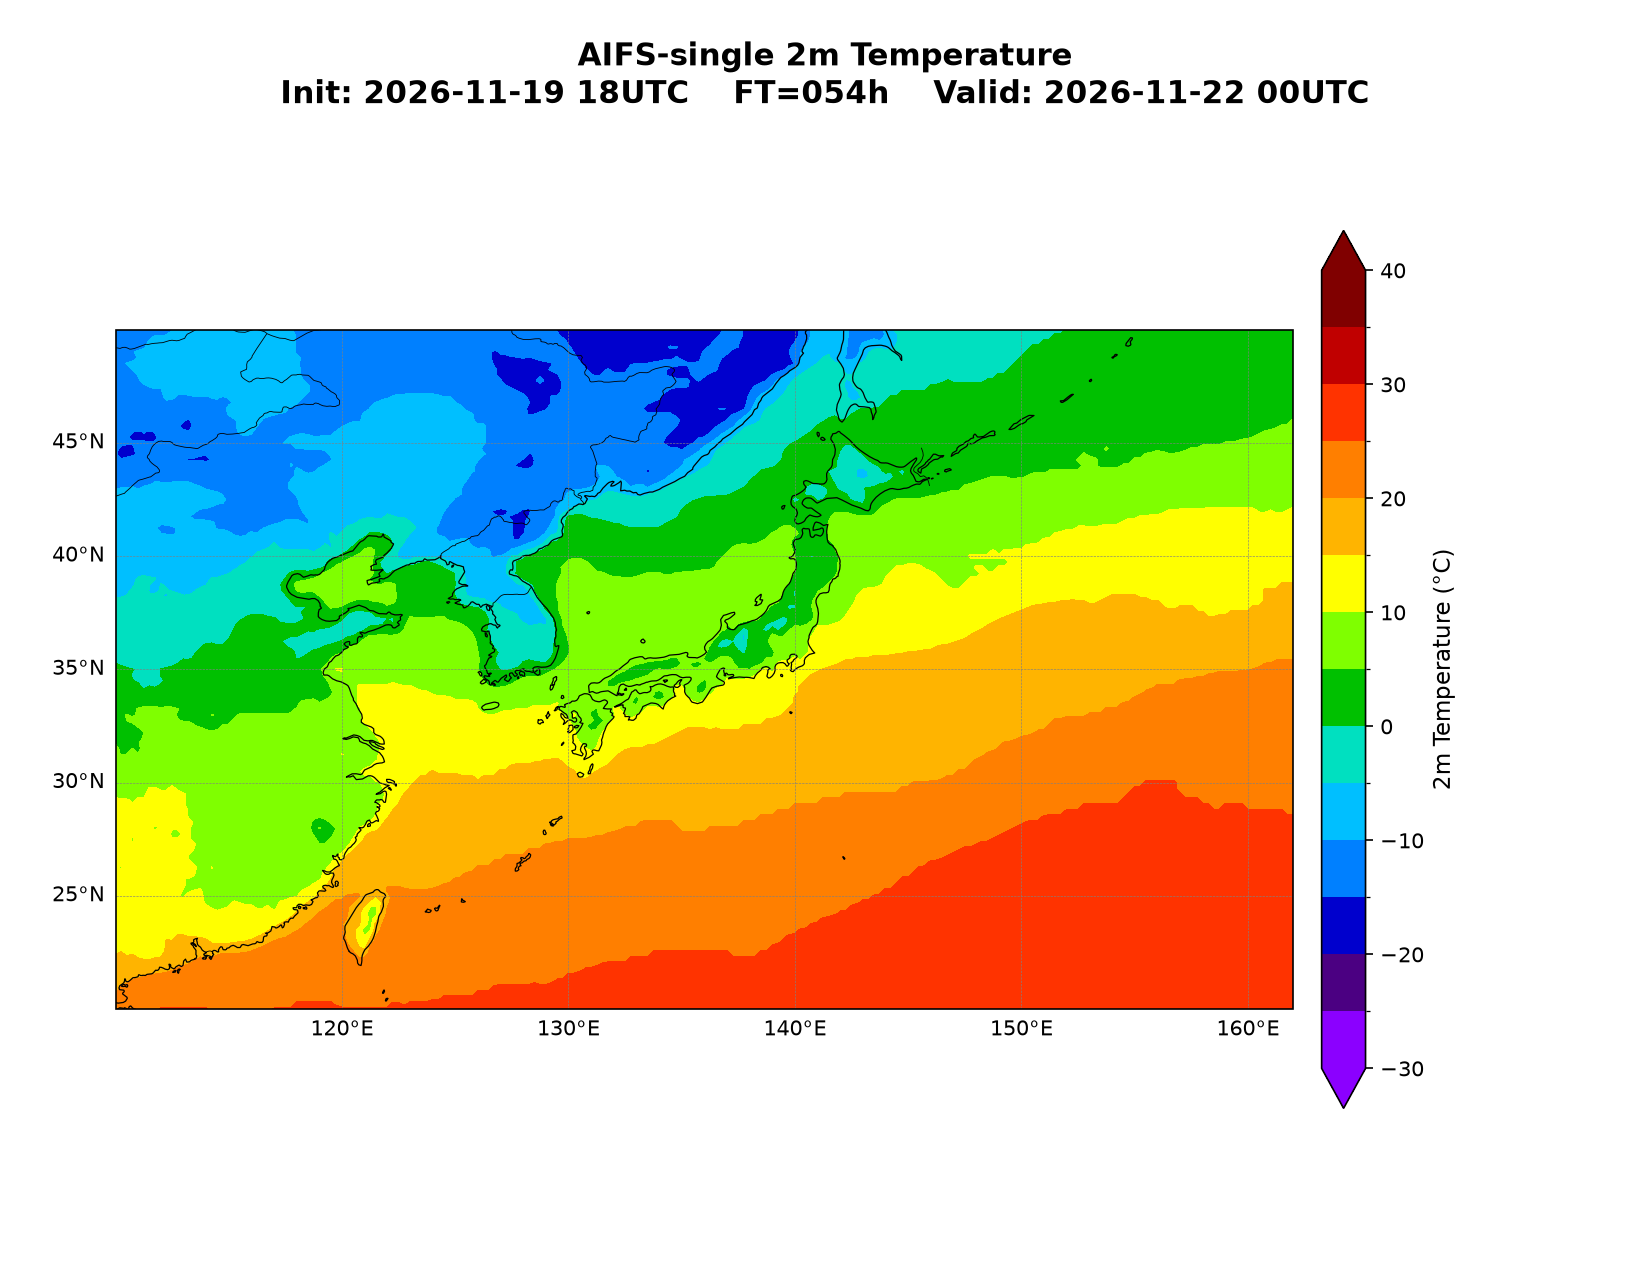 AIFS-single 2m Temperature
Init: 2026-11-19 18UTC    FT=054h    Valid: 2026-11-22 00UTC
45°N
40°N
35°N
30°N
25°N
120°E
130°E
140°E
150°E
160°E
40
30
20
10
0
−10
−20
−30
2m Temperature (°C)